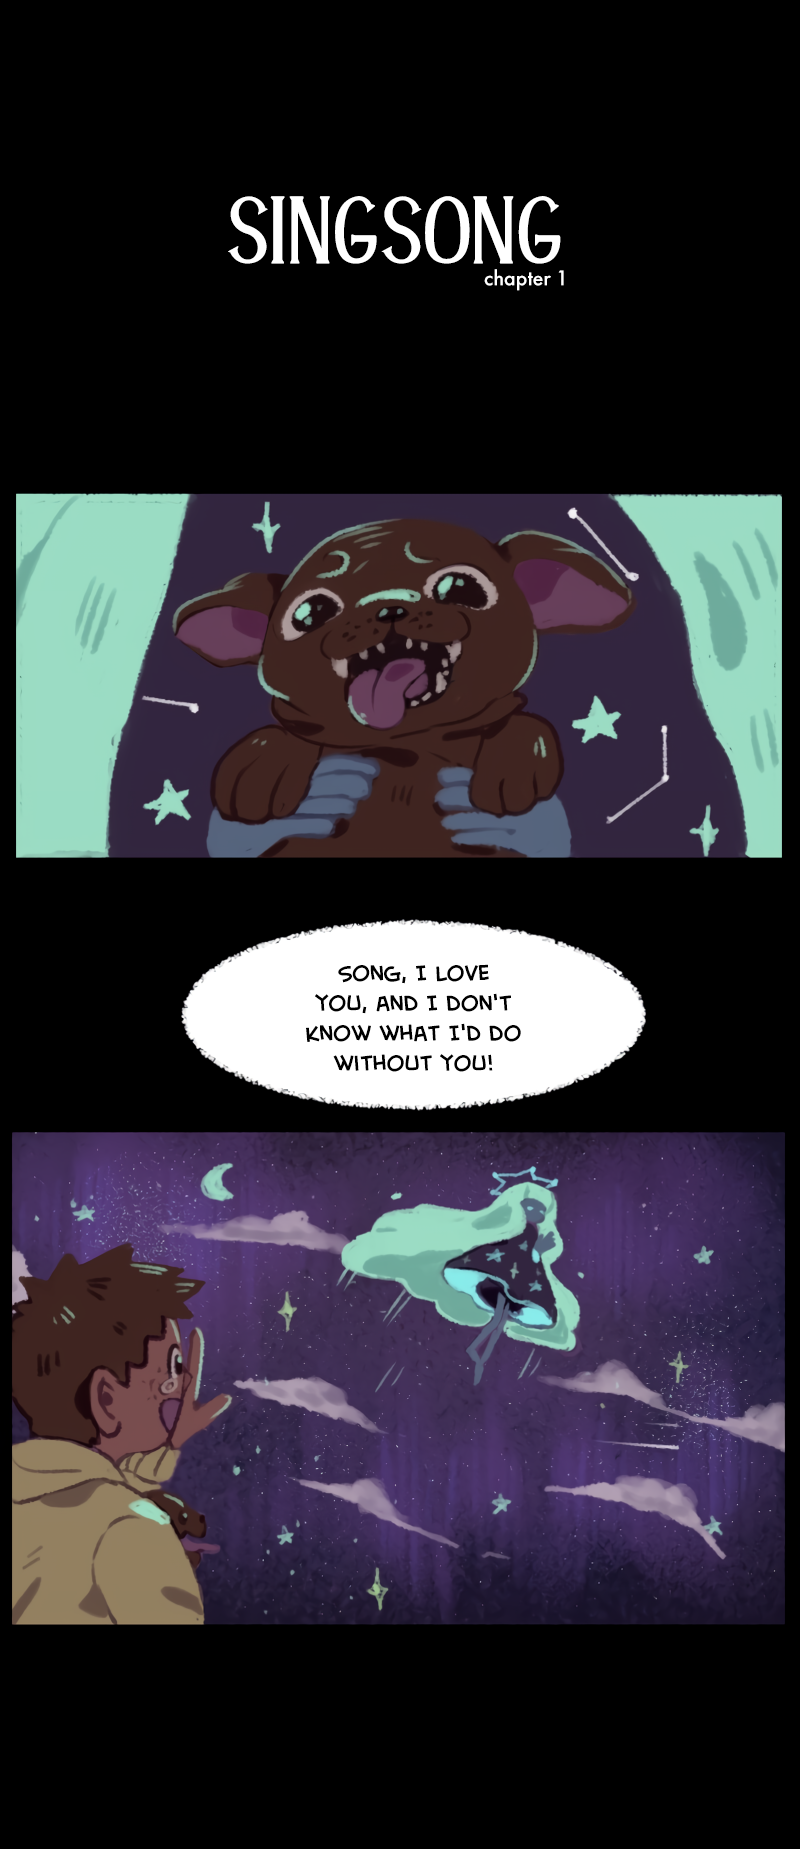 SINGSONG
chapter 1
SONG, I LOVE
YOU, AND I DON'T
KNOW WHAT I'D DO
WITHOUT YOU!